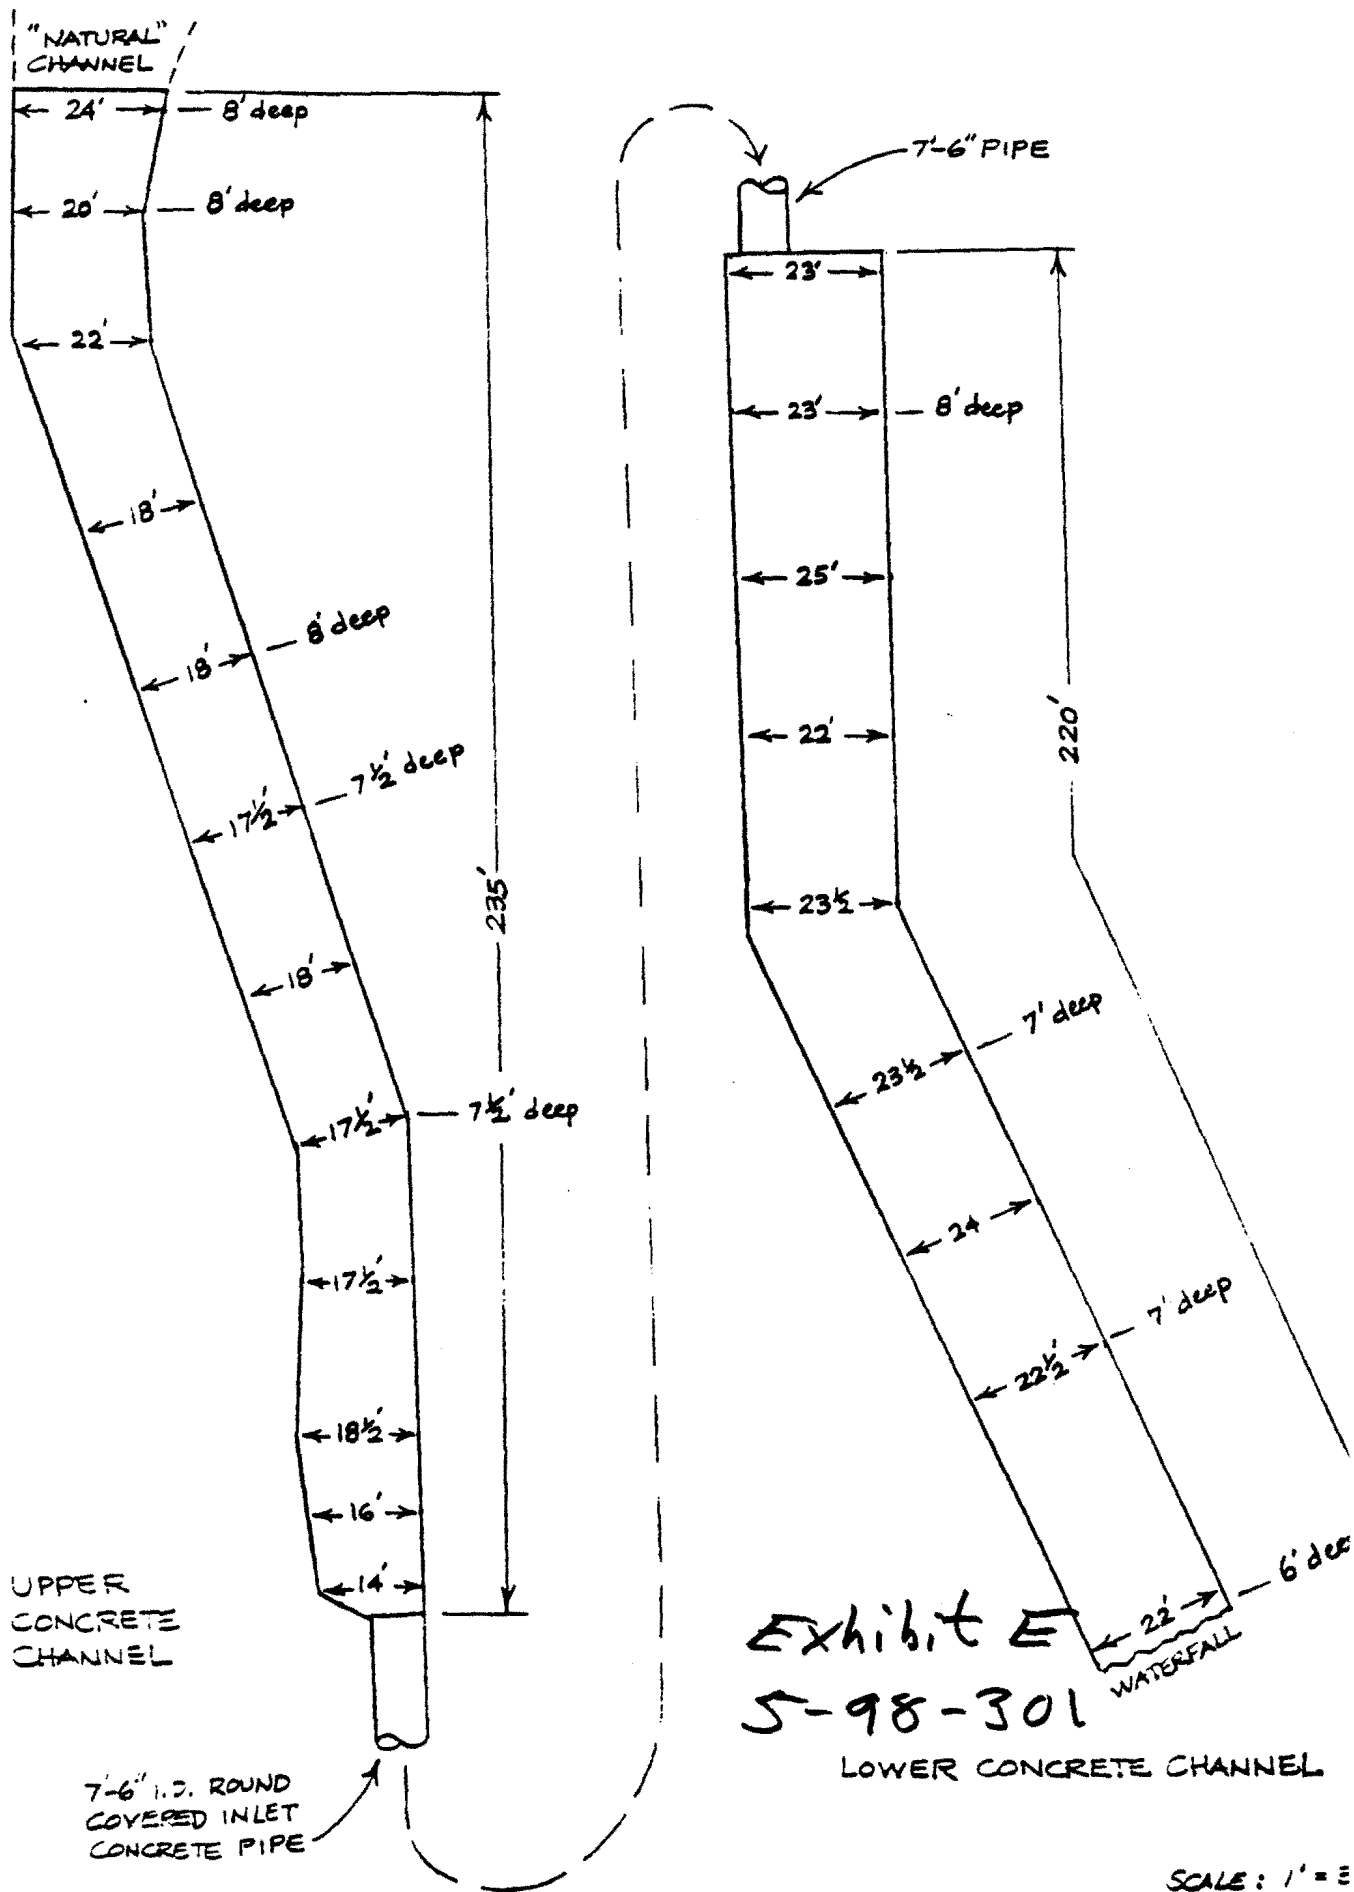 "NATURAL"
CHANNEL
24'
8' deep
20'
8' deep
22'
18'
18'
8' deep
17½'
7½' deep
18'
17½'
7½' deep
17½'
18½'
16'
14'
235'
UPPER
CONCRETE
CHANNEL
7'-6" I.D. ROUND
COVERED INLET
CONCRETE PIPE
7'-6" PIPE
23'
23'
8' deep
25'
22'
23½
220'
23½
7' deep
24
22½'
7' deep
22'
6'
WATERFALL
Exhibit E
5-98-301
LOWER CONCRETE CHANNEL
SCALE: 1" =